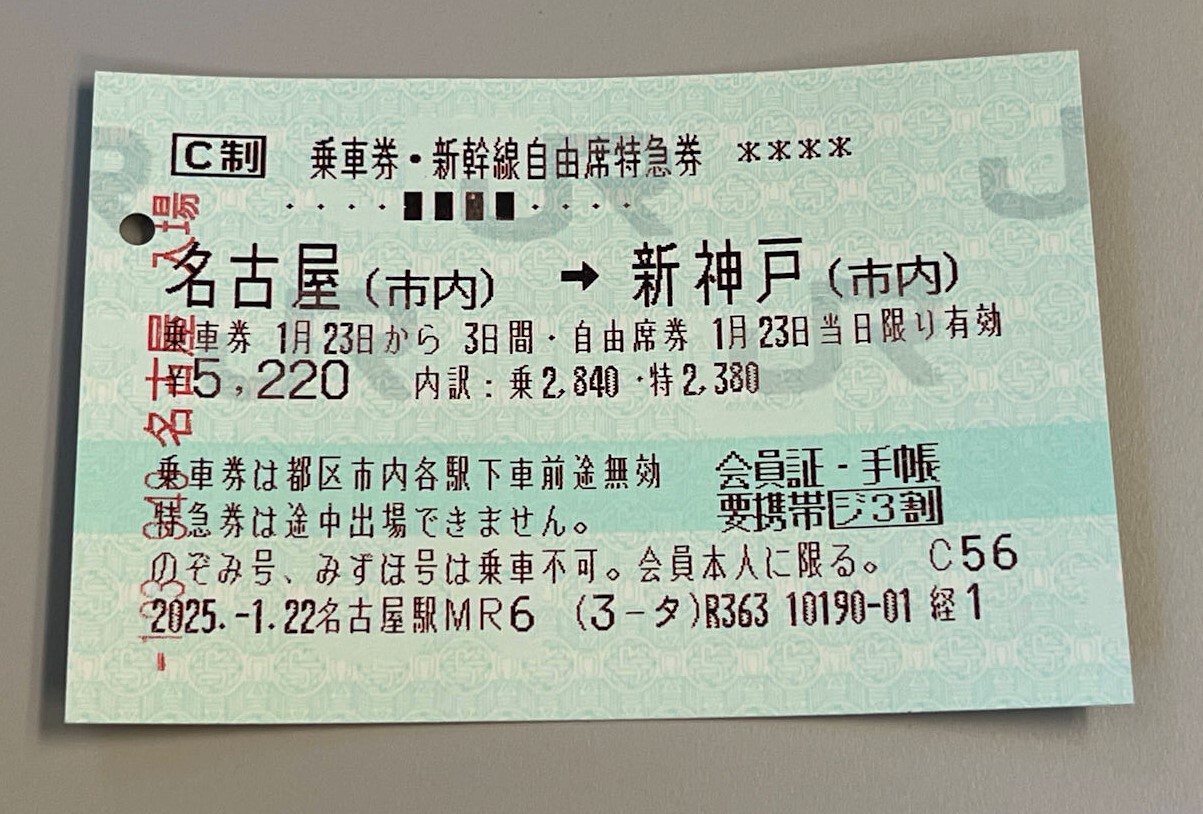 C制 乗車券・新幹線自由席特急券 ****
・・・・■■■■・・・・
名古屋(市内) ➡ 新神戸(市内)
乗車券 1月23日から 3日間・自由席券 1月23日当日限り有効
¥5,220 内訳:乗2,840・特2,380
乗車券は都区市内各駅下車前途無効
特急券は途中出場できません。
会員証-手帳
要携帯ジ3割
のぞみ号、みずほ号は乗車不可。会員本人に限る。 C56
2025.-1.22名古屋駅MR6 (3-タ)R363 10190-01 経1
名古屋 入場